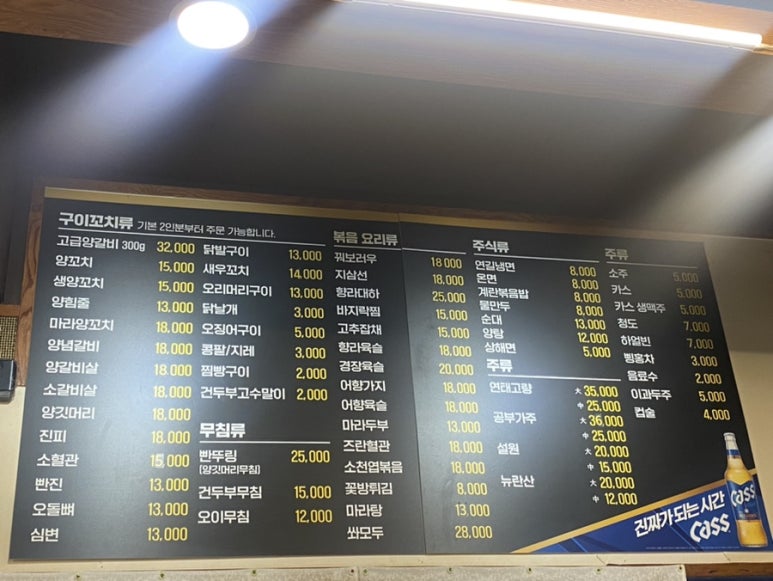 구이꼬치류 기본 2인분부터 주문 가능합니다.
고급양갈비 300g 32,000
양꼬치 15,000
생양꼬치 15,000
양힘줄 13,000
마라양꼬치 18,000
양념갈비 18,000
양갈비살 18,000
소갈비살 18,000
양깃머리 18,000
진피 18,000
소혈관 15,000
빤진 13,000
오돌뼈 13,000
심변 13,000
닭발구이 13,000
새우꼬치 14,000
오리머리구이 13,000
닭날개 3,000
오징어구이 5,000
콩팥/지레 3,000
찜빵구이 2,000
건두부고수말이 2,000
무침류
빤뚜링 25,000
(양깃머리무침)
건두부무침 15,000
오이무침 12,000
볶음 요리류
꿔보러우 18,000
지삼선 18,000
향라대하 25,000
바지락찜 15,000
고추잡채 15,000
향라육슬 18,000
경장육슬 20,000
어향가지 18,000
어향육슬 18,000
마라두부 13,000
즈란혈관 18,000
소천엽볶음 18,000
꽃빵튀김 8,000
마라탕 13,000
쏴모두 28,000
주식류
연길냉면 8,000
온면 8,000
계란볶음밥 8,000
물만두 8,000
순대 13,000
양탕 12,000
상해면 5,000
주류
연태고량 大 35,000
中 25,000
공부가주 大 36,000
中 25,000
설원 大 20,000
中 15,000
뉴란산 大 20,000
中 12,000
주류
소주 5,000
카스 5,000
카스 생맥주 5,000
청도 7,000
하얼빈 7,000
삥홍차 3,000
음료수 2,000
이과두주 5,000
컵술 4,000
진짜가 되는 시간
Cass
Cass